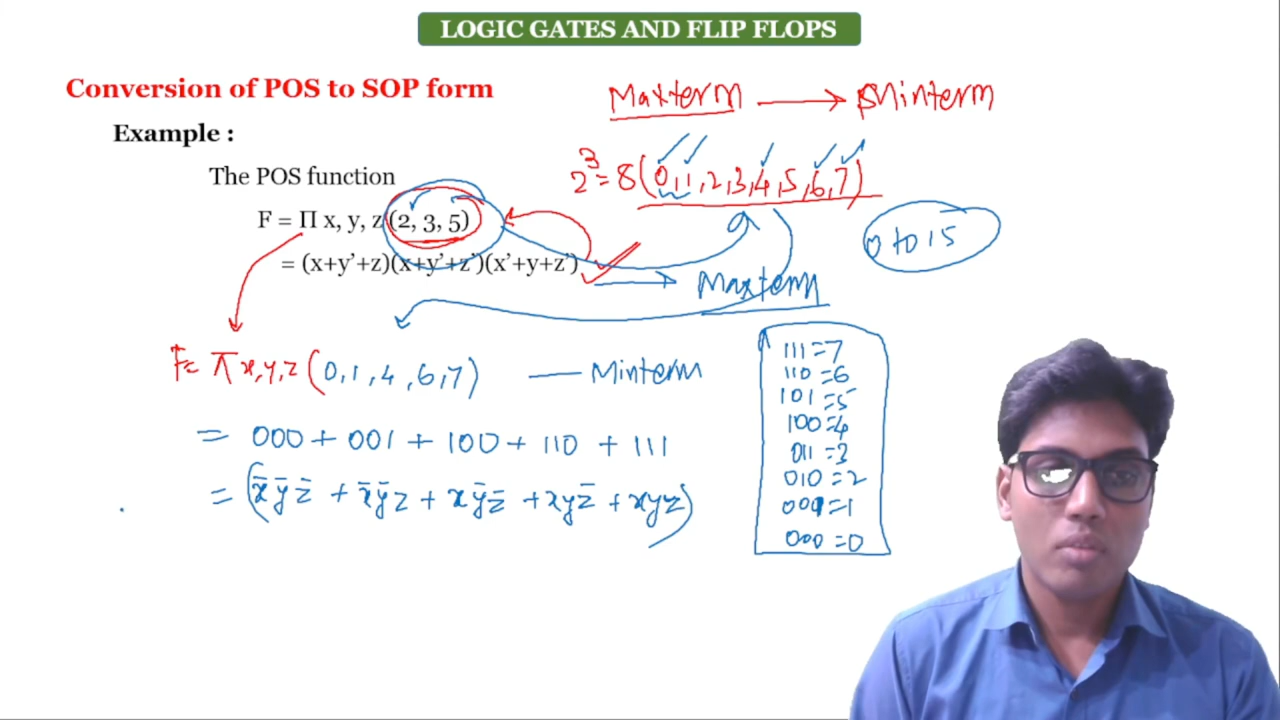 LOGIC GATES AND FLIP FLOPS
Conversion of POS to SOP form
Maxterm → Minterm
Example :
The POS function
2³=8(0,1,2,3,4,5,6,7)
F = Π x, y, z (2, 3, 5)
0 to 15
= (x+y'+z)(x+y'+z')(x'+y+z')
Maxterm
F= π x,y,z (0,1,4,6,7) — Minterm
= 000 + 001 + 100 + 110 + 111
= (x̄ȳz̄ + x̄ȳz + xȳz̄ + xyz̄ + xyz)
111=7
110=6
101=5
100=4
011=3
010=2
001=1
000=0